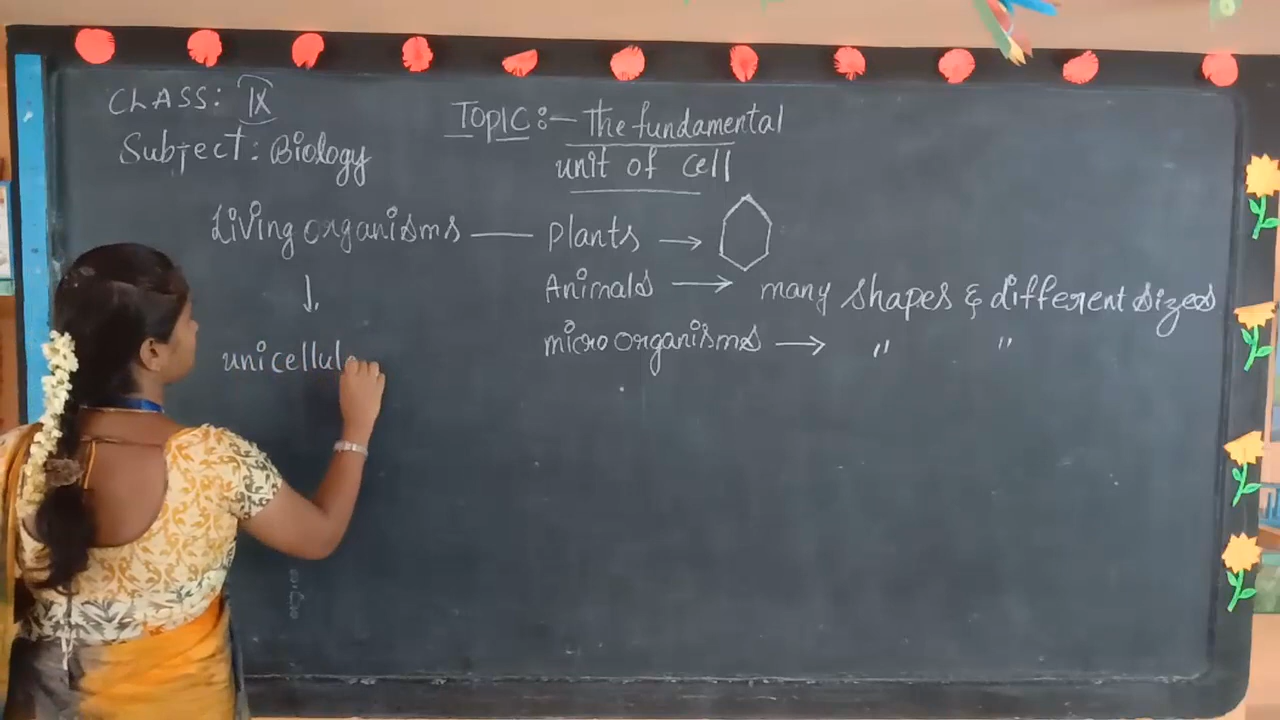 CLASS: IX
Subject: Biology
Topic:- The fundamental
unit of cell
Living organisms — Plants →
Animals → many shapes & different sizes
micro organisms → " "
unicellula